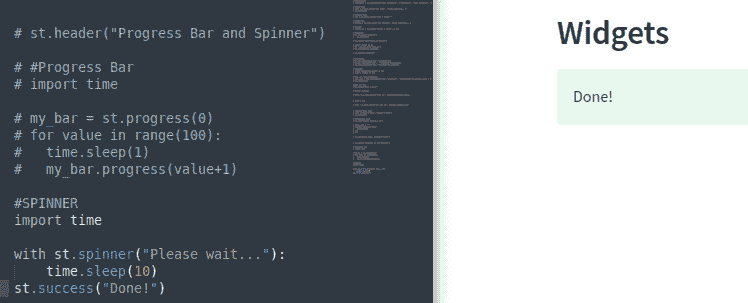 # st.header("Progress Bar and Spinner")
# #Progress Bar
# import time
# my_bar = st.progress(0)
# for value in range(100):
#   time.sleep(1)
#   my_bar.progress(value+1)
#SPINNER
import time
with st.spinner("Please wait..."):
    time.sleep(10)
st.success("Done!")
Widgets
Done!